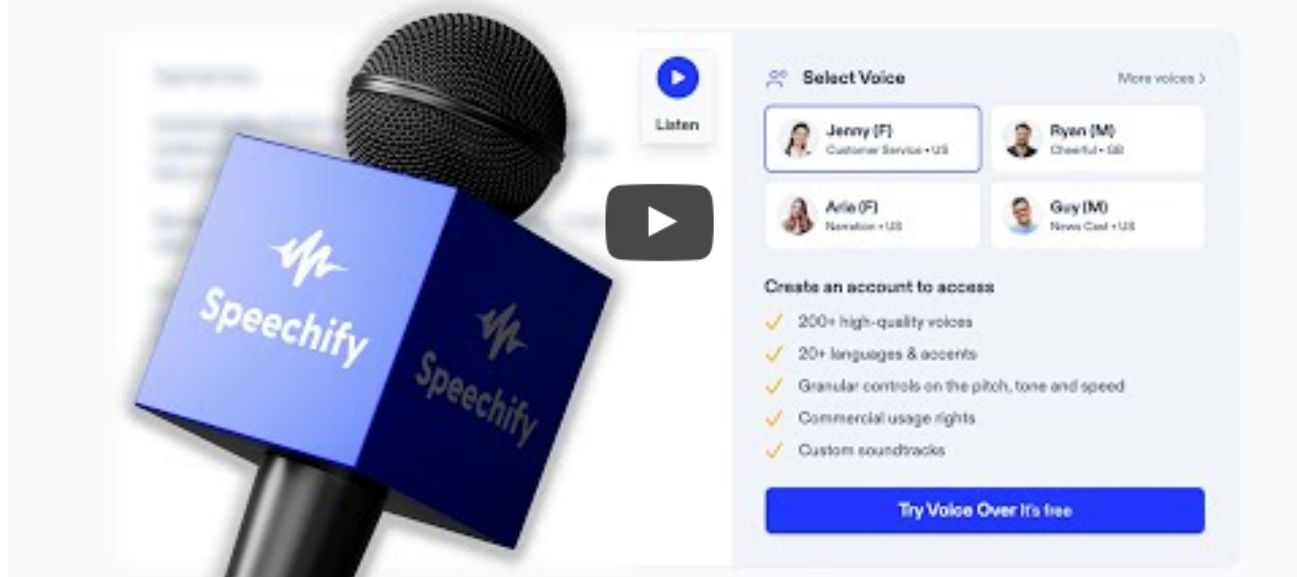 Speechify
Speechify
Listen
Select Voice
More voices >
Jenny (F)
Customer Service • US
Ryan (M)
Cheerful • GB
Aria (F)
Narration • US
Guy (M)
News Cast • US
Create an account to access
200+ high-quality voices
20+ languages & accents
Granular controls on the pitch, tone and speed
Commercial usage rights
Custom soundtracks
Try Voice Over It's free